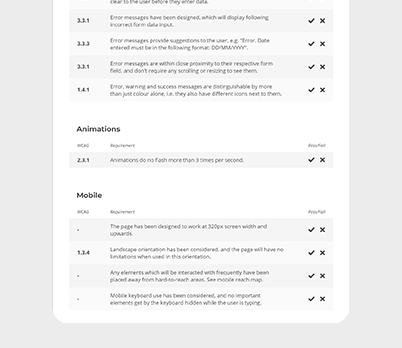 clear to the user before they enter data.
3.3.1 Error messages have been designed, which will display following
incorrect form data input.
3.3.3 Error messages provide suggestions to the user, e.g. "Error. Date
entered must be in the following format: DD/MM/YYYY".
3.3.1 Error messages are within close proximity to their respective form
field, and don't require any scrolling or resizing to see them.
1.4.1 Error, warning and success messages are distinguishable by more
than just colour alone, i.e. they also have different icons next to them.
Animations
WCAG Requirement Pass/Fail
2.3.1 Animations do no flash more than 3 times per second.
Mobile
WCAG Requirement Pass/Fail
- The page has been designed to work at 320px screen width and
upwards.
1.3.4 Landscape orientation has been considered, and the page will have no
limitations when used in this orientation.
- Any elements which will be interacted with frequently have been
placed away from hard-to-reach areas. See mobile reach map.
- Mobile keyboard use has been considered, and no important
elements get by the keyboard hidden while the user is typing.